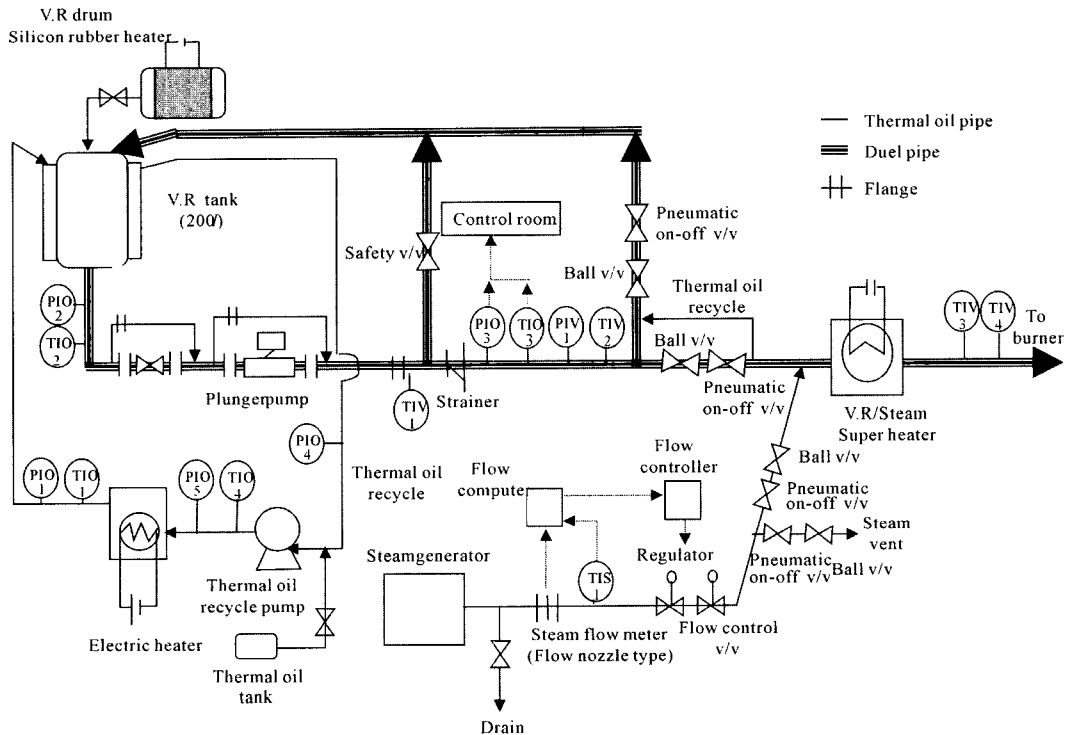 V.R drum
Silicon rubber heater
Thermal oil pipe
Duel pipe
Flange
V.R tank
(200ℓ)
Control room
Pneumatic
on-off v/v
Safety v/v
Ball v/v
Thermal oil
recycle
PIO
2
TIO
2
PIO
3
TIO
3
PIV
1
TIV
2
TIV
3
TIV
4
To
burner
Ball v/v
Plungerpump
TIV
1
Strainer
Pneumatic
on-off v/v
V.R/Steam
Super heater
PIO
4
Thermal oil
recycle
Flow
compute
Flow
controller
Ball v/v
Pneumatic
on-off v/v
PIO
1
TIO
1
PIO
5
TIO
4
Steam
vent
Steamgenerator
TIS
1
Regulator
Pneumatic
on-off v/v
Ball v/v
Thermal oil
recycle pump
Electric heater
Steam flow meter
(Flow nozzle type)
Flow control
v/v
Thermal oil
tank
Drain